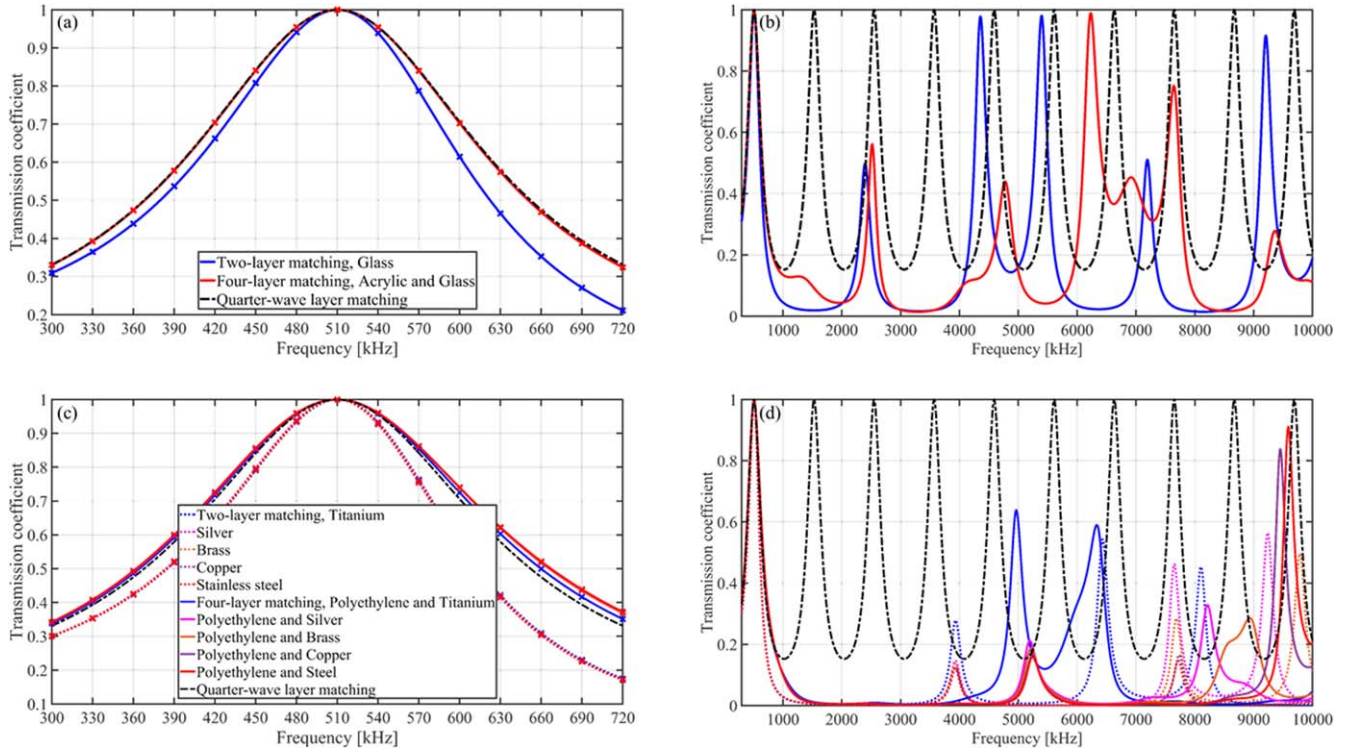 (a)
Transmission coefficient
1
0.9
0.8
0.7
0.6
0.5
0.4
0.3
0.2
Two-layer matching, Glass
Four-layer matching, Acrylic and Glass
Quarter-wave layer matching
300 330 360 390 420 450 480 510 540 570 600 630 660 690 720
Frequency [kHz]
(b)
Transmission coefficient
1
0.8
0.6
0.4
0.2
0
1000 2000 3000 4000 5000 6000 7000 8000 9000 10000
Frequency [kHz]
(c)
Transmission coefficient
1
0.9
0.8
0.7
0.6
0.5
0.4
0.3
0.2
0.1
Two-layer matching, Titanium
Silver
Brass
Copper
Stainless steel
Four-layer matching, Polyethylene and Titanium
Polyethylene and Silver
Polyethylene and Brass
Polyethylene and Copper
Polyethylene and Steel
Quarter-wave layer matching
300 330 360 390 420 450 480 510 540 570 600 630 660 690 720
Frequency [kHz]
(d)
Transmission coefficient
1
0.8
0.6
0.4
0.2
0
1000 2000 3000 4000 5000 6000 7000 8000 9000 10000
Frequency [kHz]